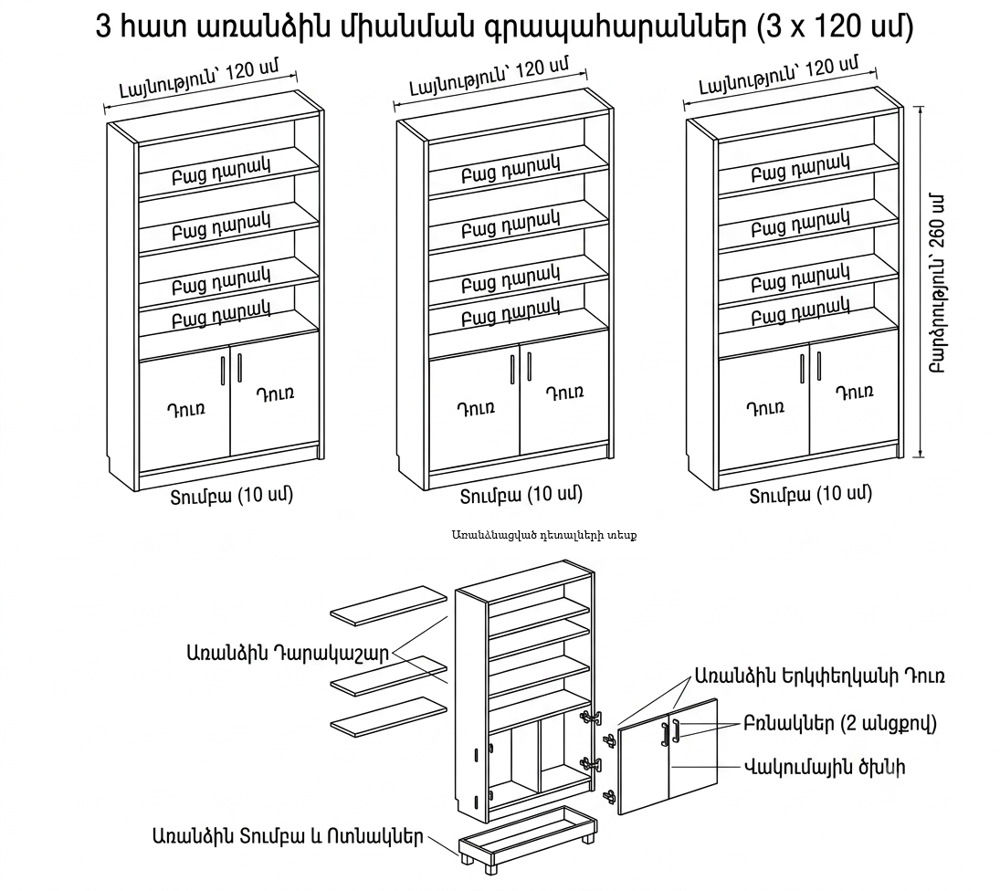 3 հատ առանձին միանման գրապահարաններ (3 x 120 սմ)
Լայնություն՝ 120 սմ
Լայնություն՝ 120 սմ
Լայնություն՝ 120 սմ
Բաց դարակ
Բաց դարակ
Բաց դարակ
Բաց դարակ
Դուռ
Դուռ
Տումբա (10 սմ)
Բաց դարակ
Բաց դարակ
Բաց դարակ
Բաց դարակ
Դուռ
Դուռ
Տումբա (10 սմ)
Բաց դարակ
Բաց դարակ
Բաց դարակ
Բաց դարակ
Դուռ
Դուռ
Տումբա (10 սմ)
Բարձրություն՝ 260 սմ
Առանձնացված դետալների տեսք
Առանձին Դարակաշար
Առանձին Երկփեղկանի Դուռ
Բռնակներ (2 անցքով)
Վակումային ծխնի
Առանձին Տումբա և Ոտնակներ